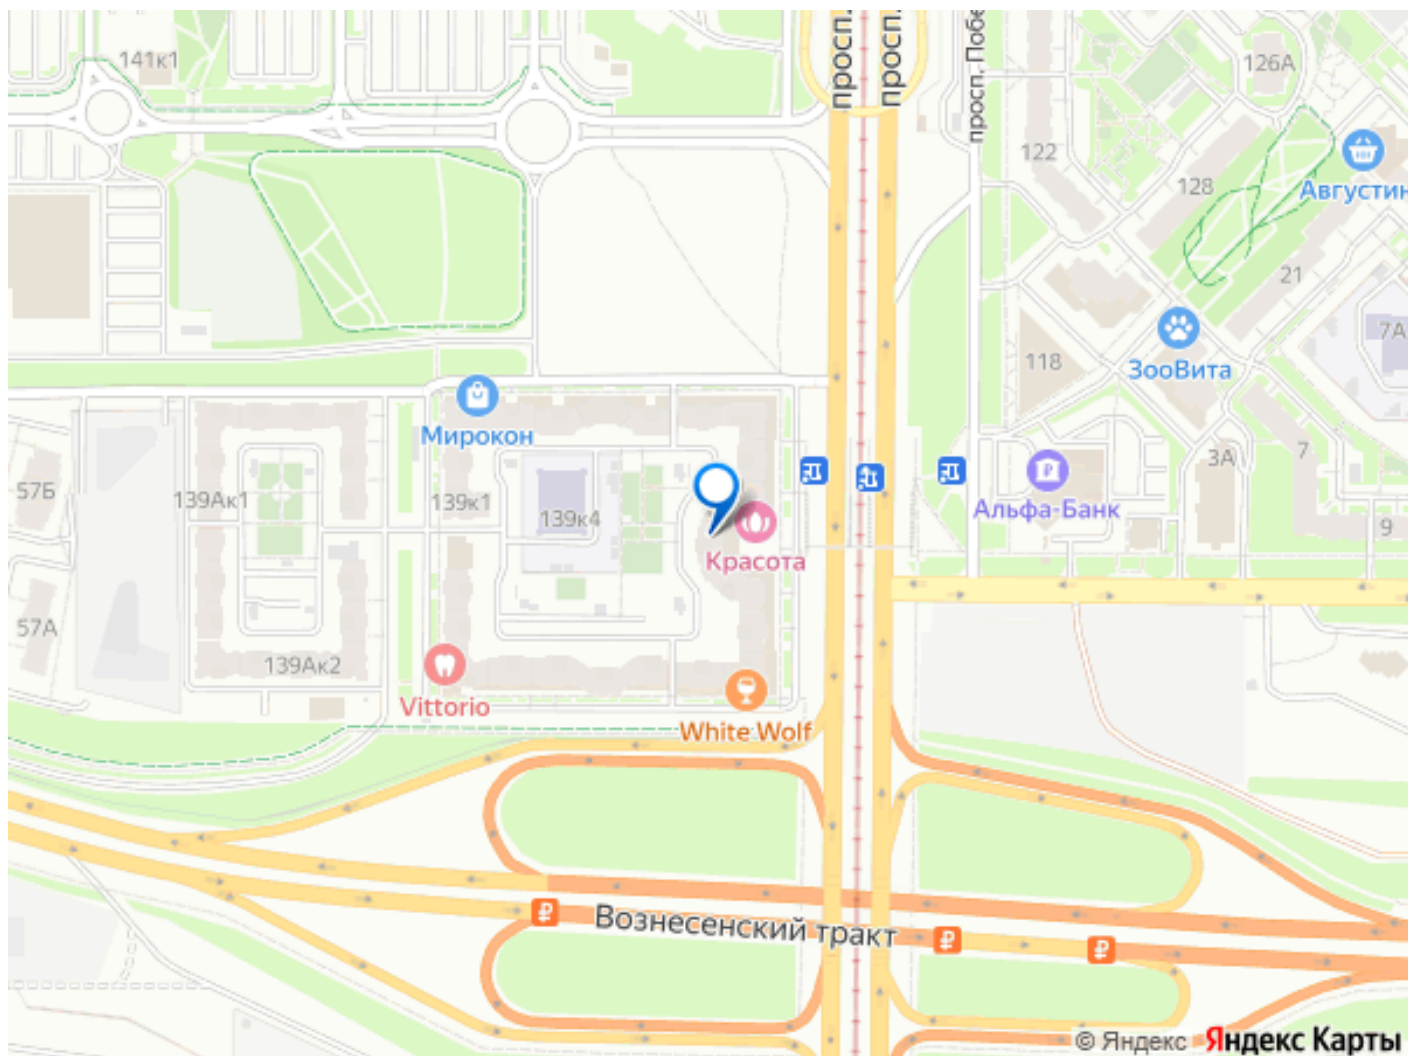 141к1
просп.
просп.
просп. Побе
126А
122
128
Августин
21
7А
118
ЗооВита
Мирокон
57Б
139Ак1
139к1
139к4
Красота
Альфа-Банк
3А
7
9
57А
139Ак2
Vittorio
White Wolf
Вознесенский тракт
© Яндекс Яндекс Карты